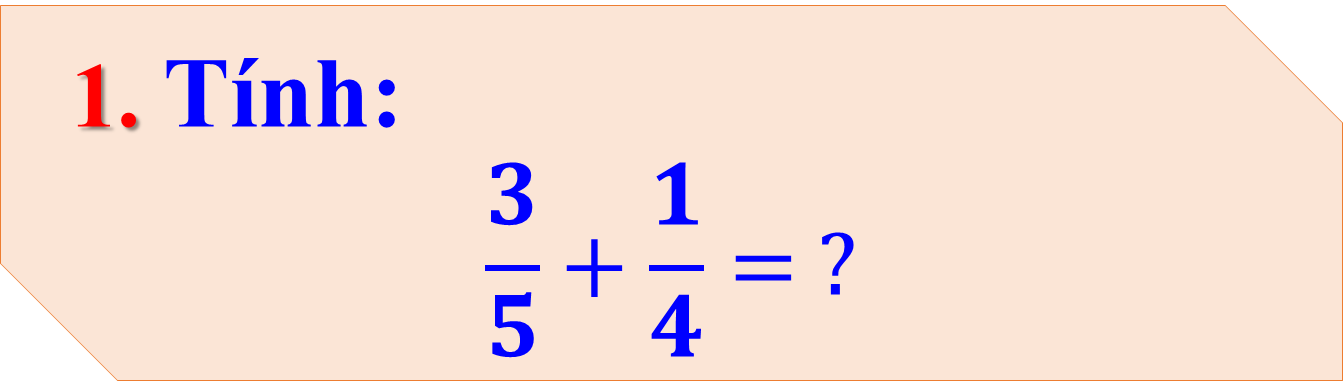 1. Tính:
3/5 + 1/4 = ?